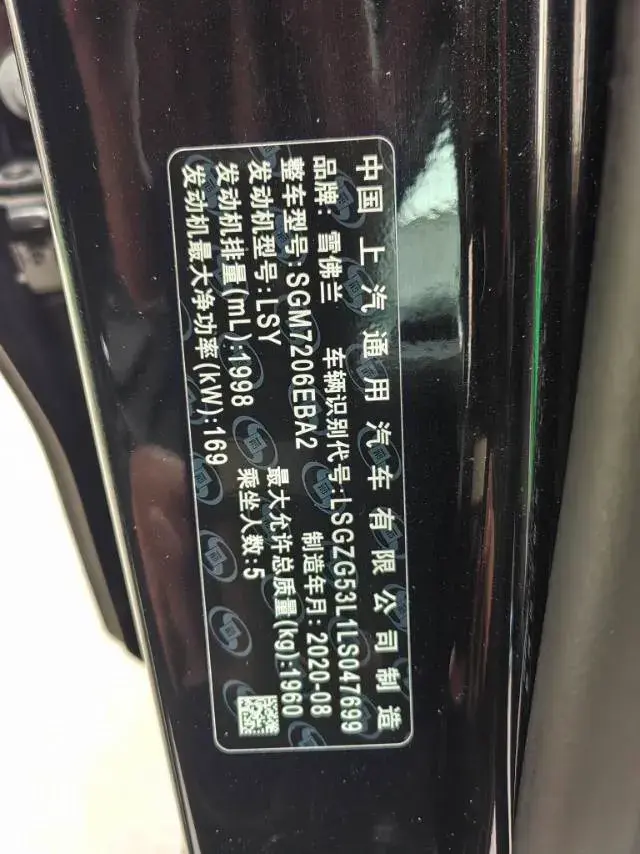 中国 上汽通用汽车有限公司制造
品牌: 雪佛兰 车辆识别代号:LSGZG53L1LS047699
整车型号:SGM7206EBA2 制造年月:2020-08
发动机型号:LSY 最大允许总质量(kg):1960
发动机排量(mL):1998 乘坐人数:5
发动机最大净功率(kW):169